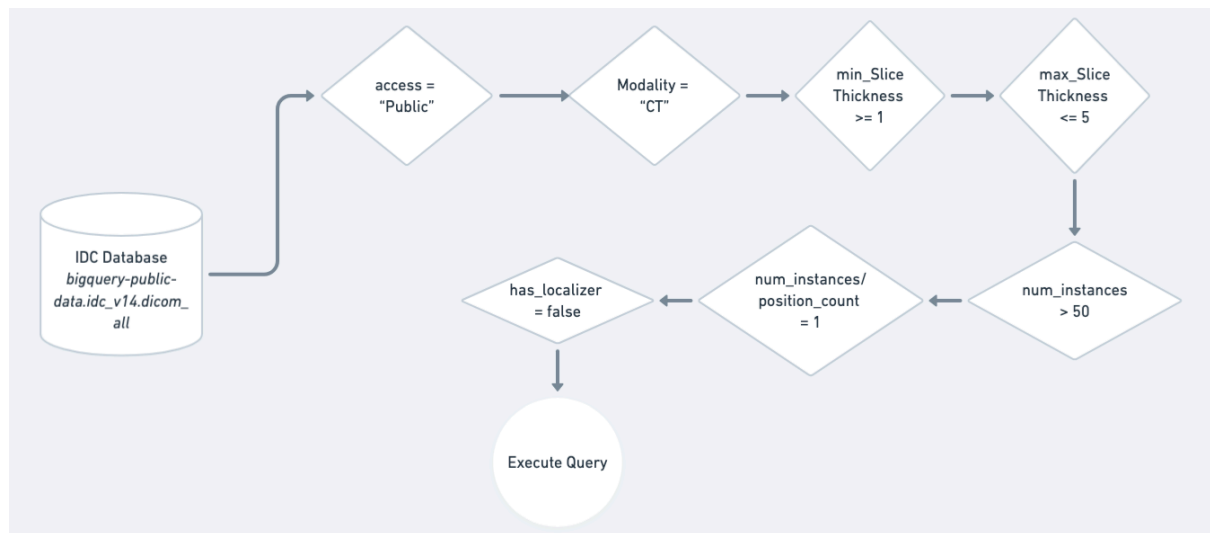 access =
“Public”
Modality =
“CT”
min_Slice
Thickness
>= 1
max_Slice
Thickness
<= 5
IDC Database
bigquery-public-
data.idc_v14.dicom_
all
has_localizer
= false
num_instances/
position_count
= 1
num_instances
> 50
Execute Query